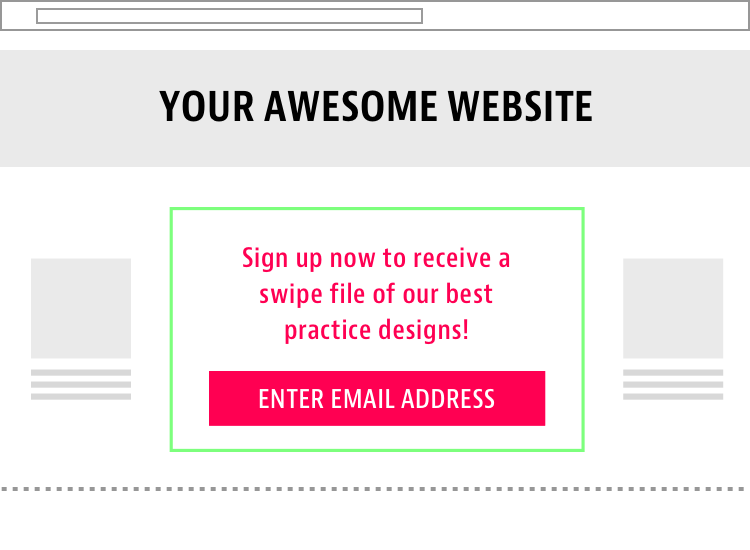 YOUR AWESOME WEBSITE
Sign up now to receive a
swipe file of our best
practice designs!
ENTER EMAIL ADDRESS